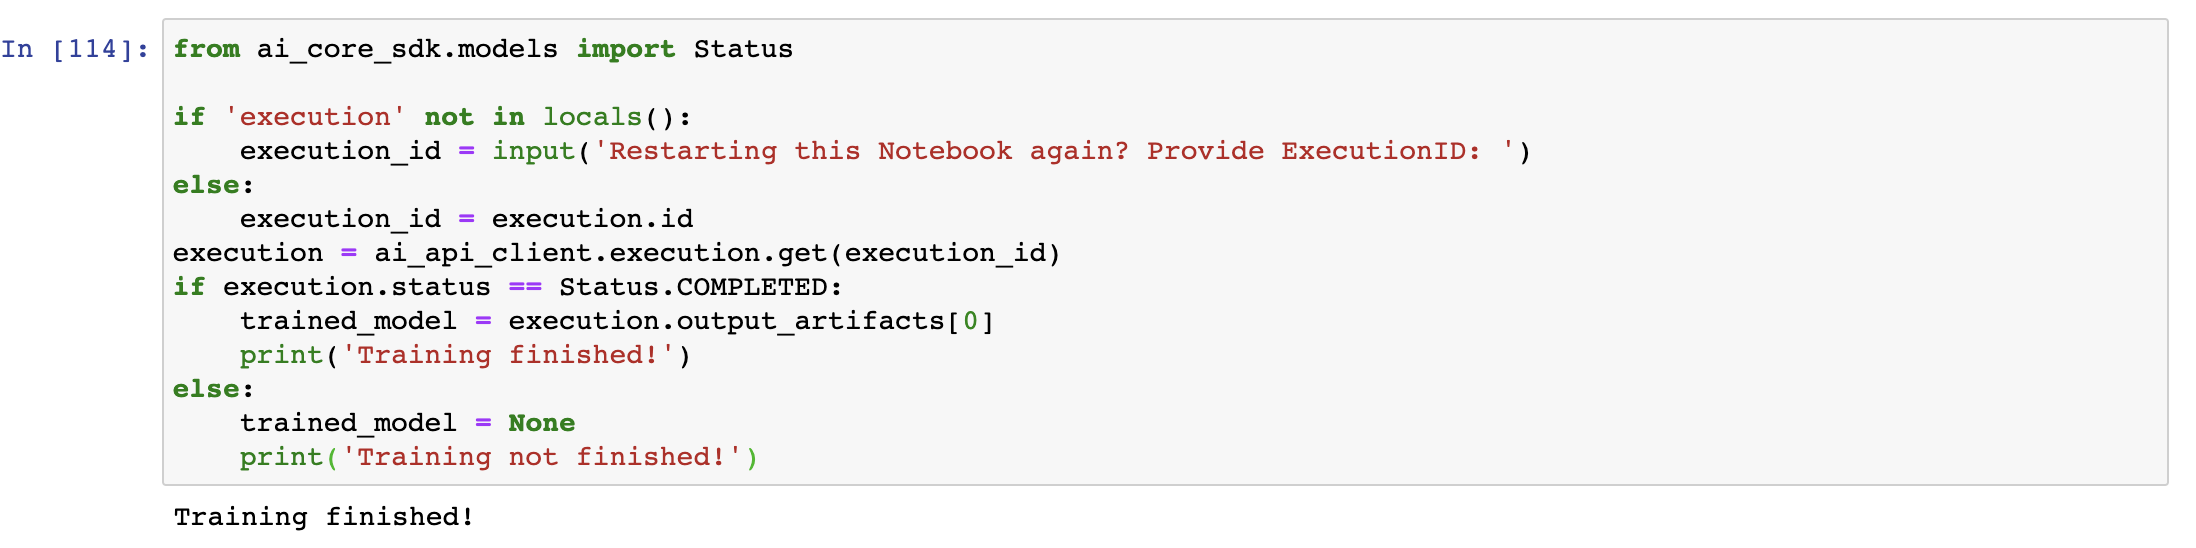 In [114]:
from ai_core_sdk.models import Status

if 'execution' not in locals():
    execution_id = input('Restarting this Notebook again? Provide ExecutionID: ')
else:
    execution_id = execution.id
execution = ai_api_client.execution.get(execution_id)
if execution.status == Status.COMPLETED:
    trained_model = execution.output_artifacts[0]
    print('Training finished!')
else:
    trained_model = None
    print('Training not finished!')
Training finished!